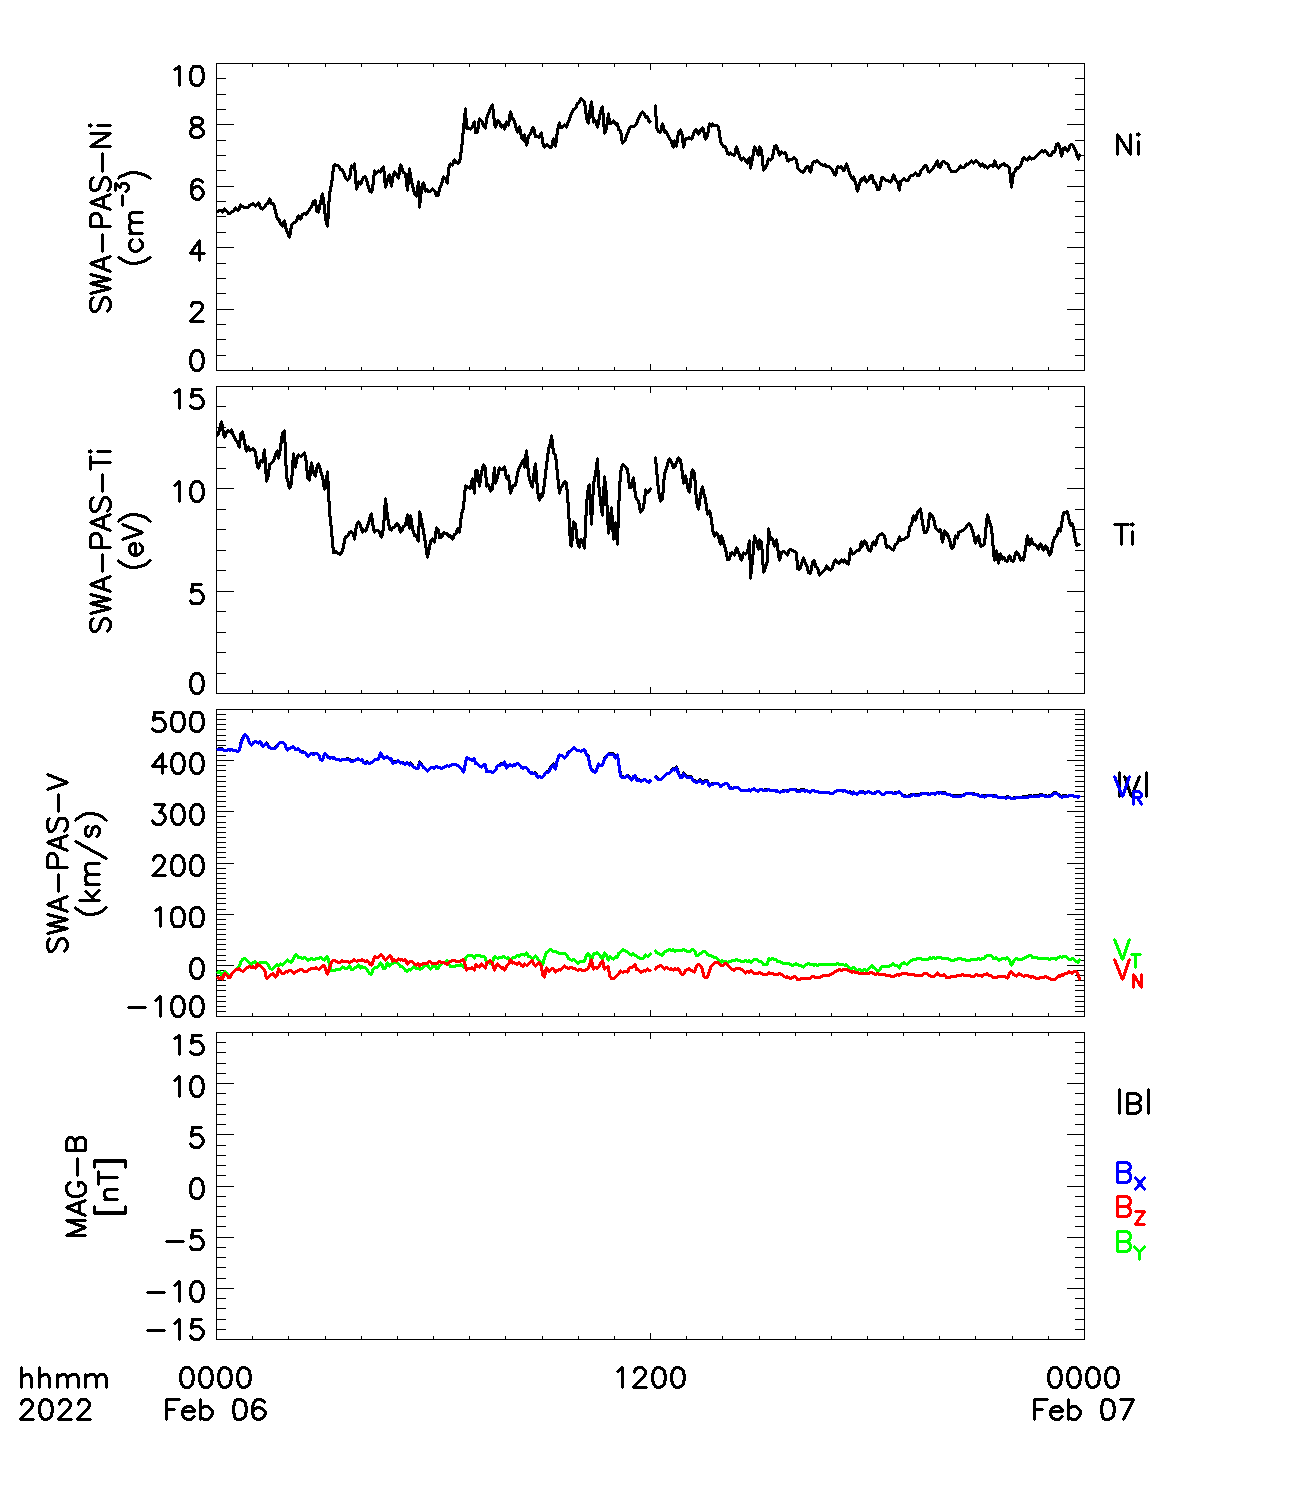 SWA-PAS-Ni
(cm⁻³)
10
8
6
4
2
0
Ni
SWA-PAS-Ti
(eV)
15
10
5
0
Ti
SWA-PAS-V
(km/s)
500
400
300
200
100
0
-100
|V|
V_R
V_T
V_N
MAG-B
[nT]
15
10
5
0
-5
-10
-15
|B|
B_X
B_Z
B_Y
hhmm 0000 1200 0000
2022 Feb 06 Feb 07